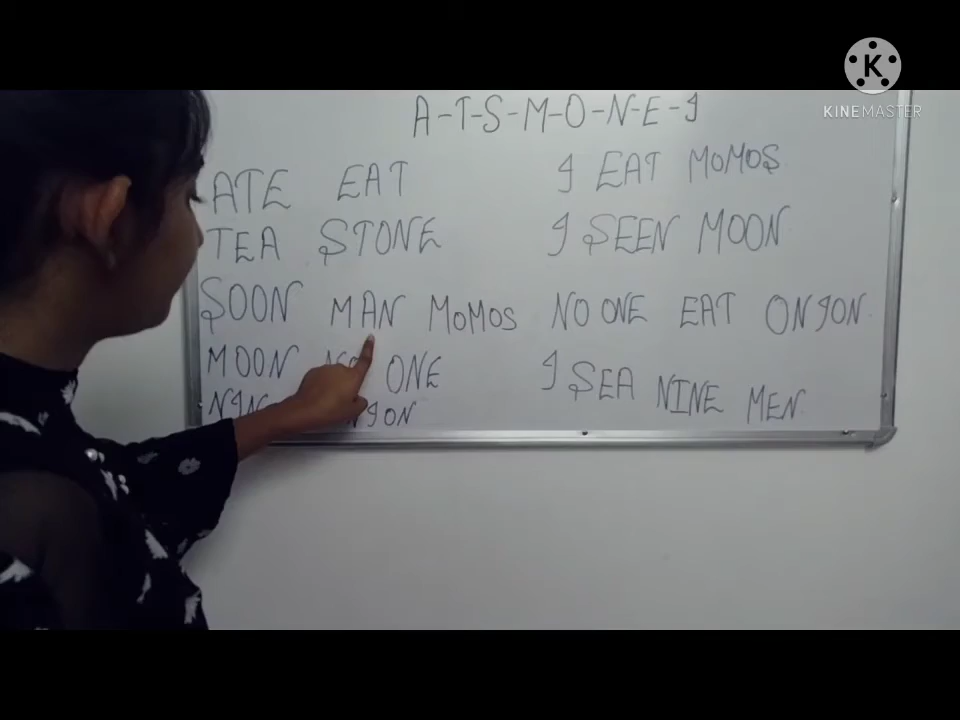 K
KINEMASTER
A-T-S-M-O-N-E-I
ATE EAT I EAT MOMOS
TEA STONE I SEEN MOON
SOON MAN MOMOS NO ONE EAT ONION
MOON ONE I SEA NINE MEN